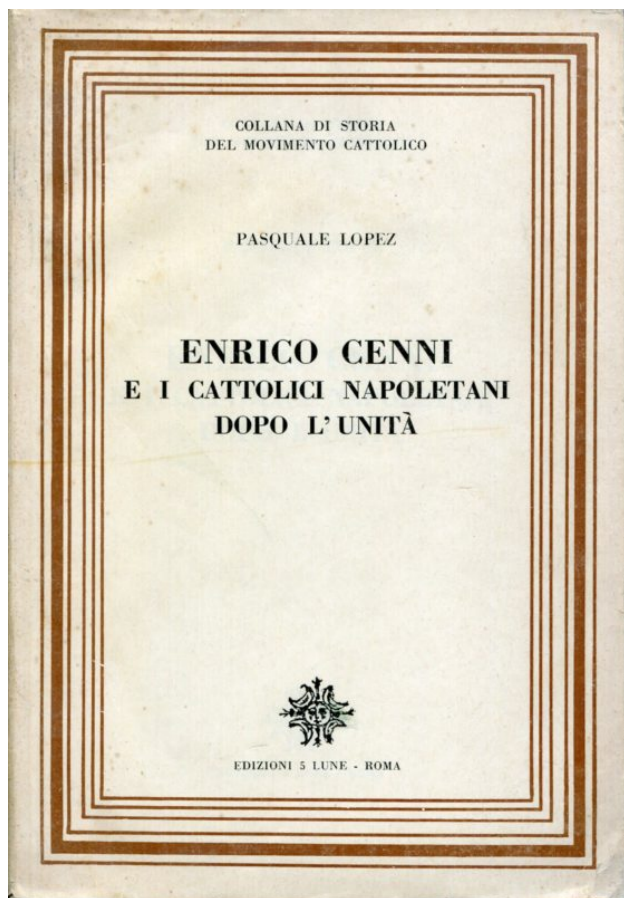 COLLANA DI STORIA
DEL MOVIMENTO CATTOLICO
PASQUALE LOPEZ
ENRICO CENNI
E I CATTOLICI NAPOLETANI
DOPO L'UNITÀ
EDIZIONI 5 LUNE - ROMA